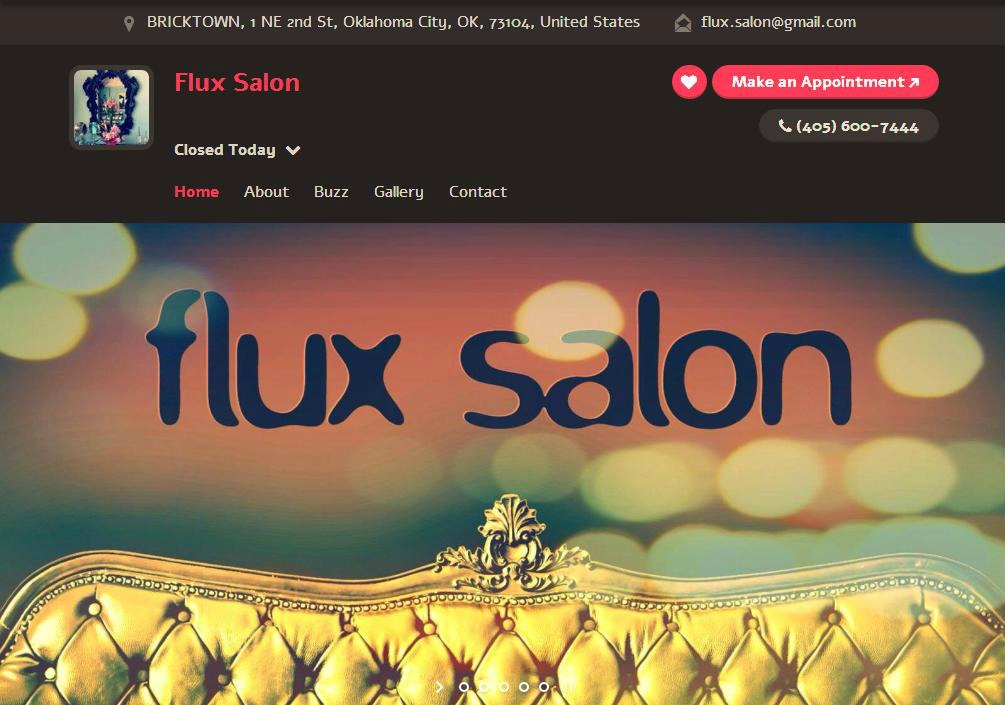 BRICKTOWN, 1 NE 2nd St, Oklahoma City, OK, 73104, United States
flux.salon@gmail.com
Flux Salon
Make an Appointment
(405) 600-7444
Closed Today
Home About Buzz Gallery Contact
flux salon